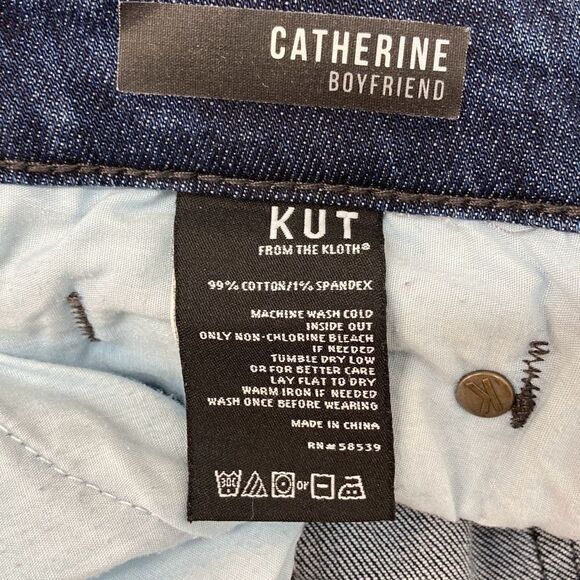 CATHERINE
BOYFRIEND
KUT
FROM THE KLOTH®
99% COTTON/1% SPANDEX
MACHINE WASH COLD
INSIDE OUT
ONLY NON-CHLORINE BLEACH
IF NEEDED
TUMBLE DRY LOW
OR FOR BETTER CARE
LAY FLAT TO DRY
WARM IRON IF NEEDED
WASH ONCE BEFORE WEARING
MADE IN CHINA
RN#58539
30C or
K